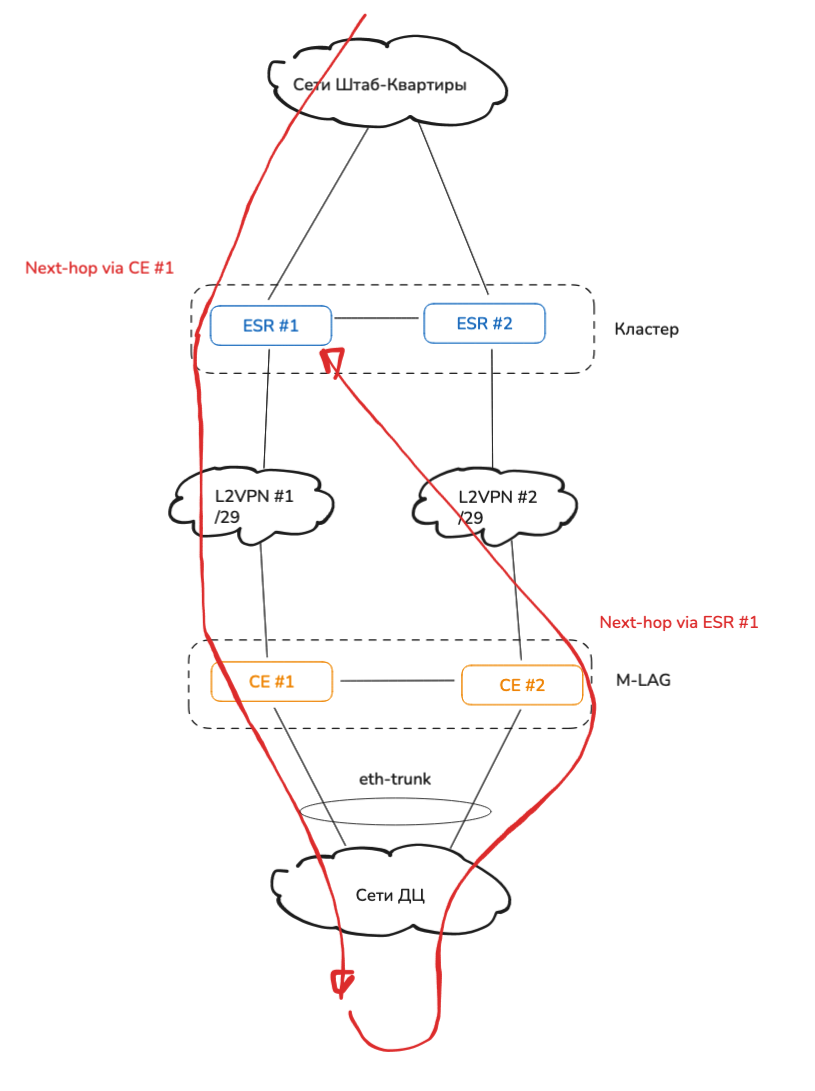 Сети Штаб-Квартиры
Next-hop via CE #1
ESR #1
ESR #2
Кластер
L2VPN #1
/29
L2VPN #2
/29
Next-hop via ESR #1
CE #1
CE #2
M-LAG
eth-trunk
Сети ДЦ